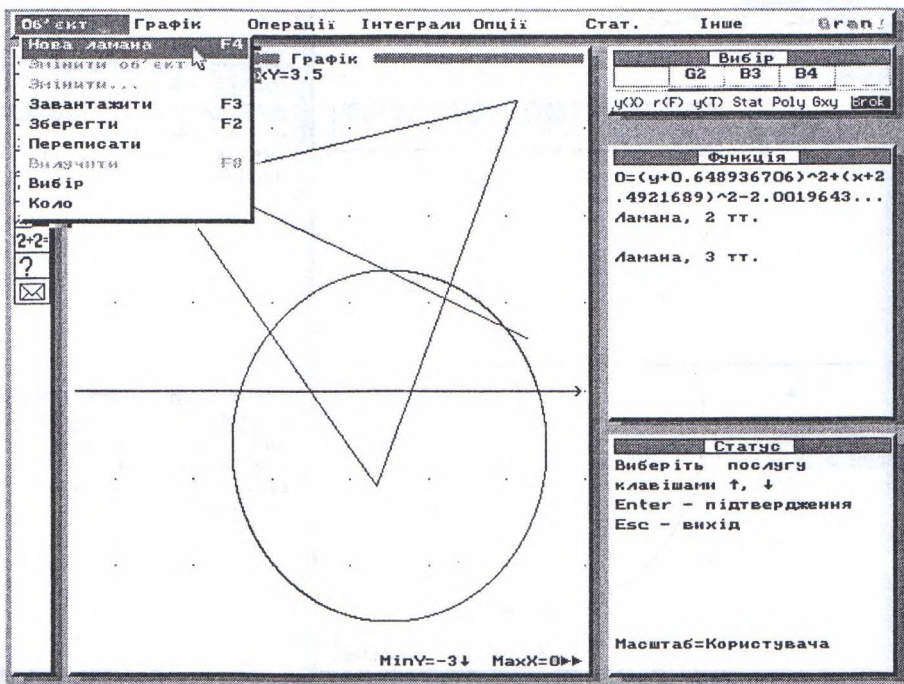 Об'єкт Графік Операції Інтеграли Опції Стат. Інше Gran1
Нова ламана F4
Змінити об'єкт
Змінити...
Завантажити F3
Зберегти F2
Переписати
Вилучити F8
Вибір
Коло
2+2=
?
Графік
xY=3.5
MinY=-3↓ MaxX=0▶▶
Вибір
G2 B3 B4
y(X) r(F) y(T) Stat Poly Gxy Brok
Функція
0=(y+0.648936706)^2+(x+2
.4921689)^2-2.0019643...
Ламана, 2 тт.
Ламана, 3 тт.
Статус
Виберіть послугу
клавішами ↑, ↓
Enter - підтвердження
Esc - вихід
Масштаб=Користувача